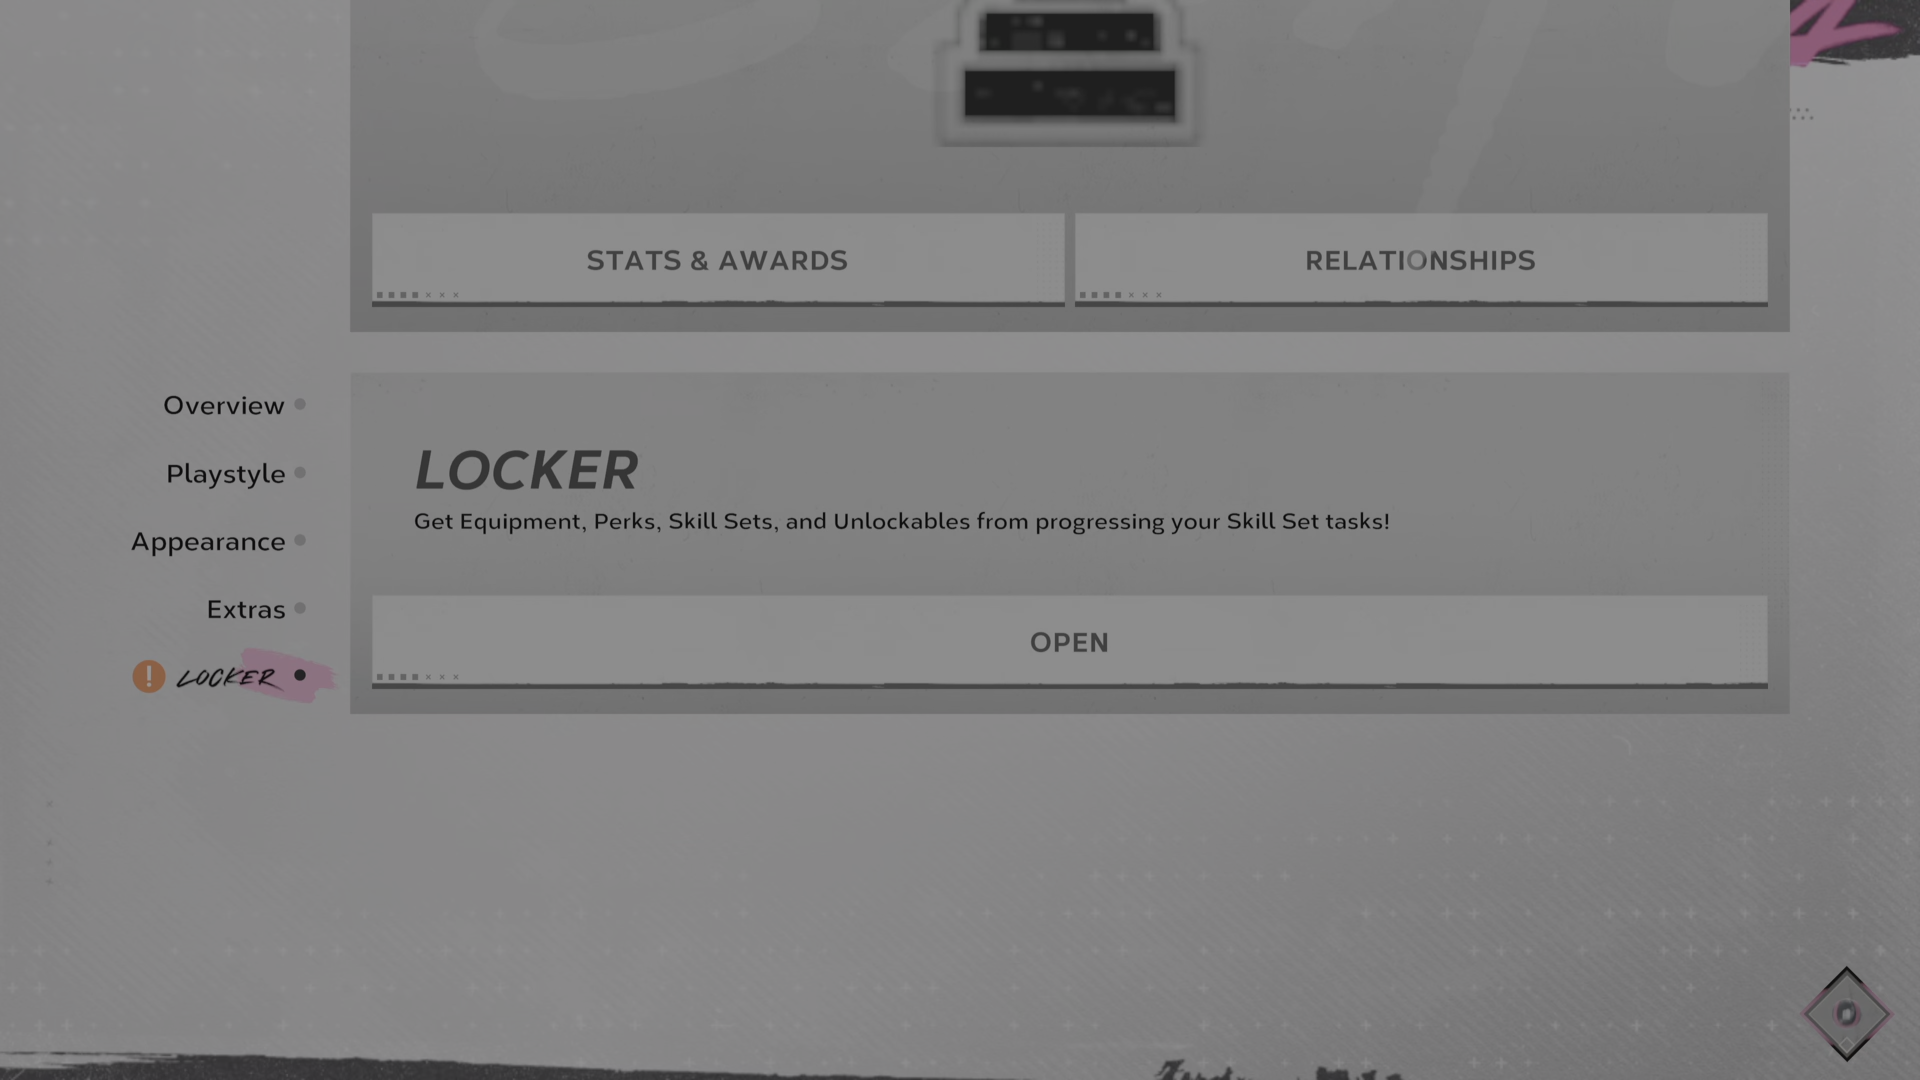 STATS & AWARDS
RELATIONSHIPS
Overview
Playstyle
Appearance
Extras
! LOCKER
LOCKER
Get Equipment, Perks, Skill Sets, and Unlockables from progressing your Skill Set tasks!
OPEN